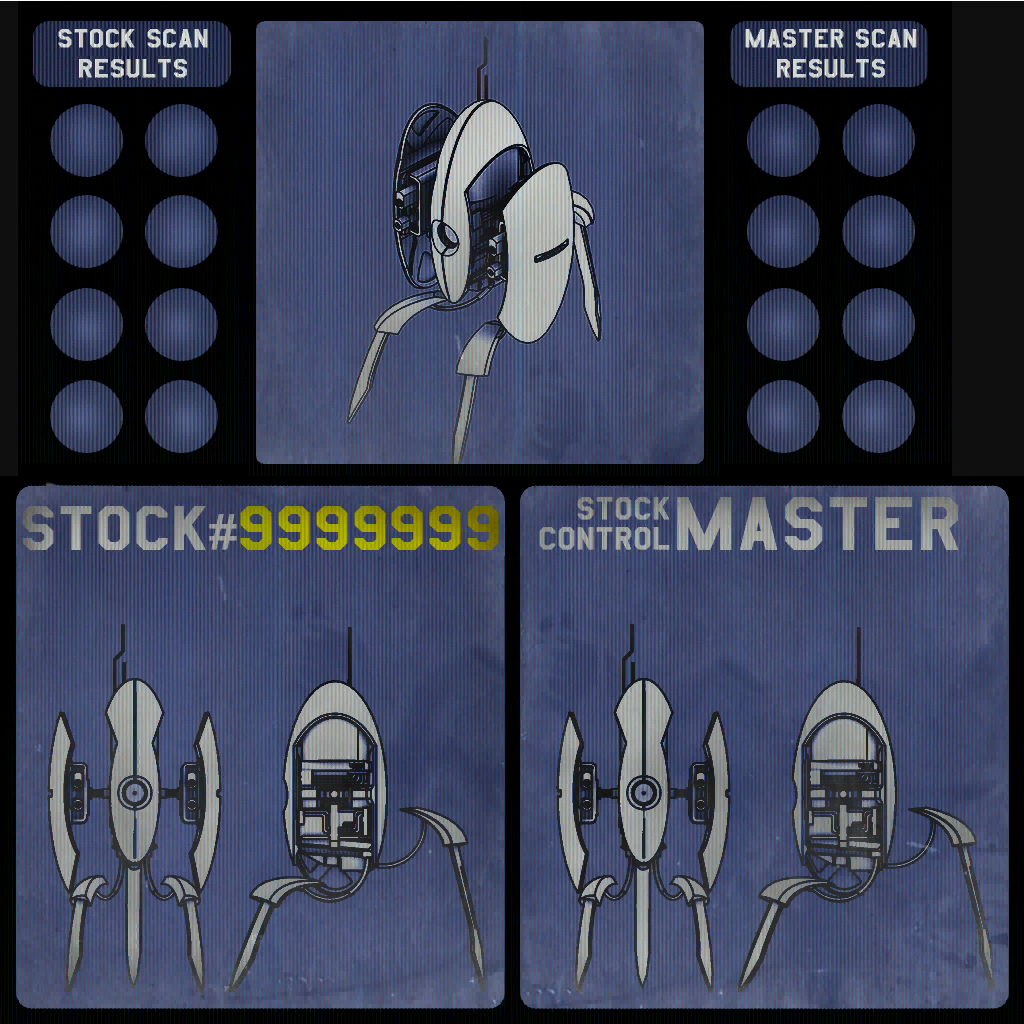 STOCK SCAN
RESULTS
MASTER SCAN
RESULTS
STOCK#9999999
STOCK
CONTROL MASTER